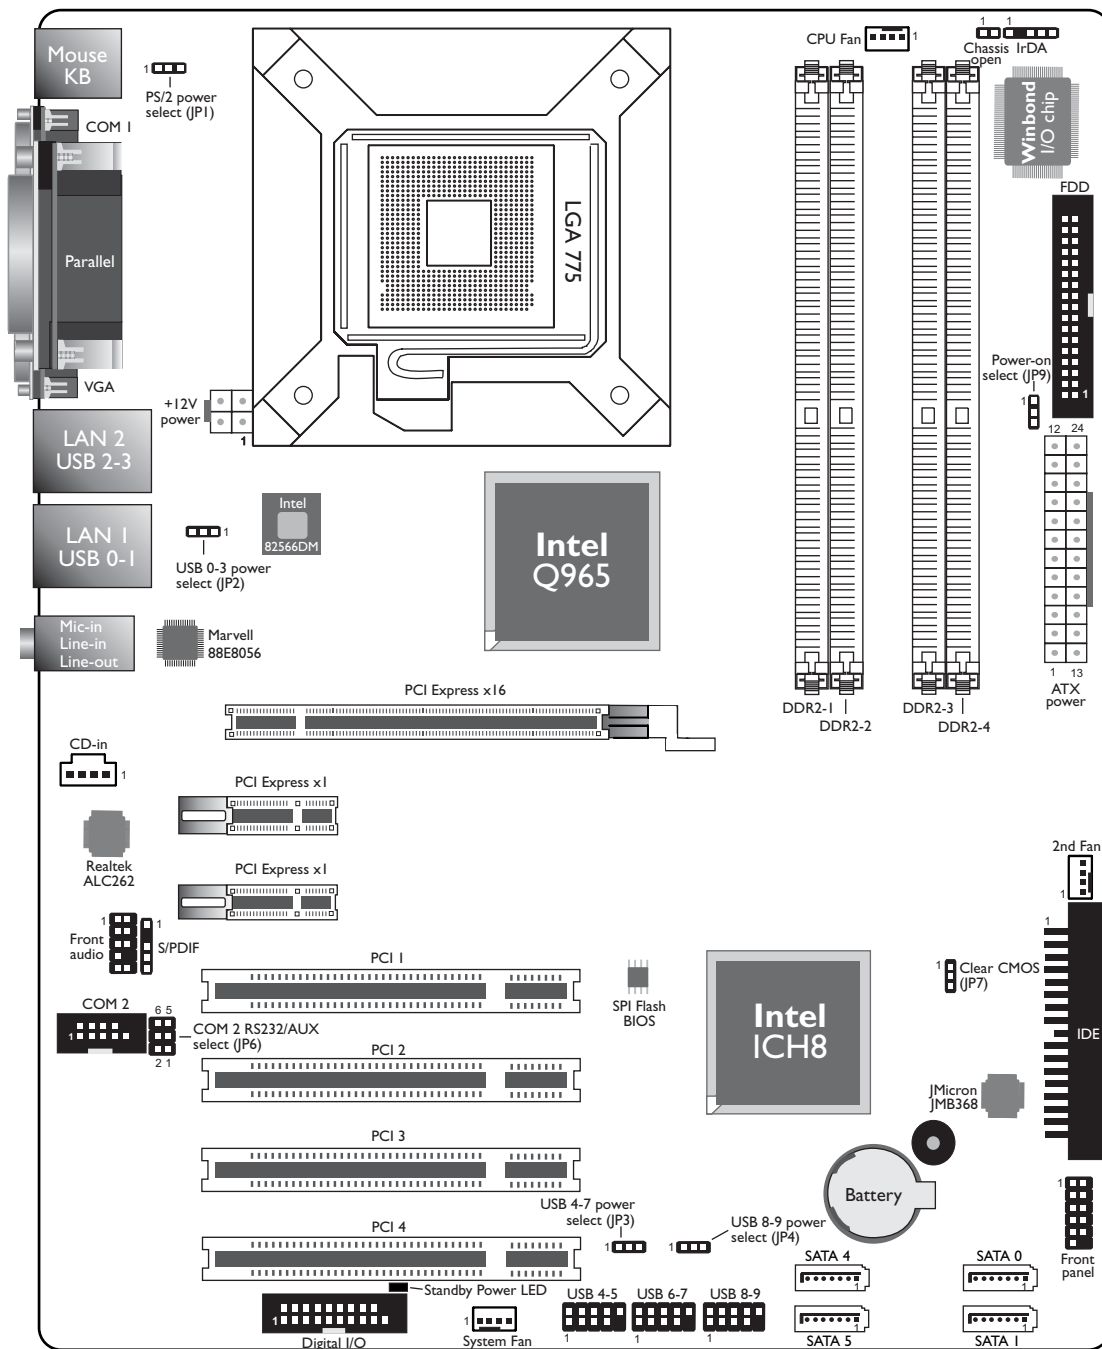 Mouse
KB
1
PS/2 power
select (JP1)
COM 1
Parallel
VGA
+12V
power
1
LGA 775
CPU Fan
1
1
1
Chassis
open
IrDA
Winbond
I/O chip
FDD
1
Power-on
select (JP9)
1
12 24
1 13
ATX
power
LAN 2
USB 2-3
LAN 1
USB 0-1
1
USB 0-3 power
select (JP2)
Intel
82566DM
Intel
Q965
Mic-in
Line-in
Line-out
Marvell
88E8056
DDR2-1
DDR2-2
DDR2-3
DDR2-4
PCI Express x16
CD-in
1
PCI Express x1
Realtek
ALC262
PCI Express x1
2nd Fan
1
1
1
Front
audio
1
S/PDIF
PCI 1
SPI Flash
BIOS
Intel
ICH8
1
Clear CMOS
(JP7)
IDE
COM 2
1
6 5
2 1
COM 2 RS232/AUX
select (JP6)
PCI 2
JMicron
JMB368
PCI 3
Battery
USB 4-7 power
select (JP3)
1
USB 8-9 power
select (JP4)
1
1
Front
panel
PCI 4
SATA 4
1
SATA 0
1
Standby Power LED
1
Digital I/O
1
System Fan
USB 4-5
1
USB 6-7
1
USB 8-9
1
1
SATA 5
1
SATA 1